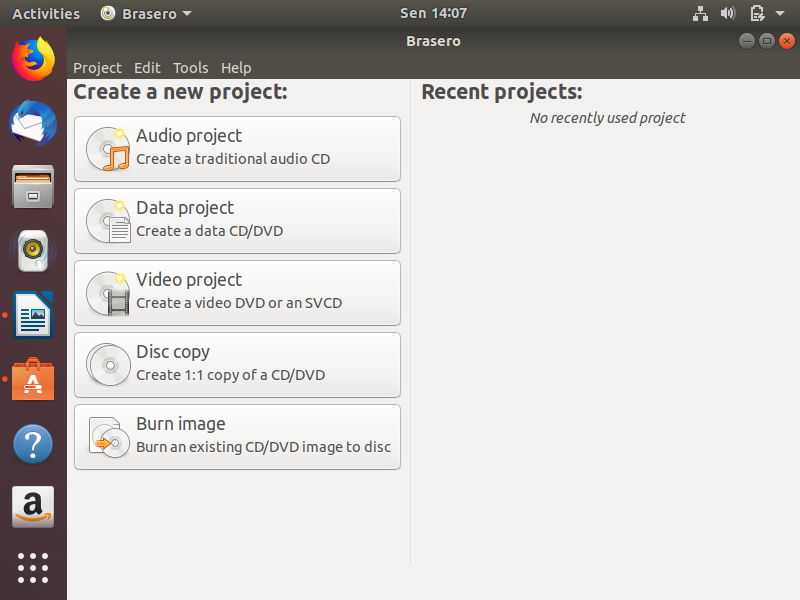 Activities
Brasero
Sen 14:07
Brasero
Project Edit Tools Help
Create a new project:
Audio project
Create a traditional audio CD
Data project
Create a data CD/DVD
Video project
Create a video DVD or an SVCD
Disc copy
Create 1:1 copy of a CD/DVD
Burn image
Burn an existing CD/DVD image to disc
Recent projects:
No recently used project